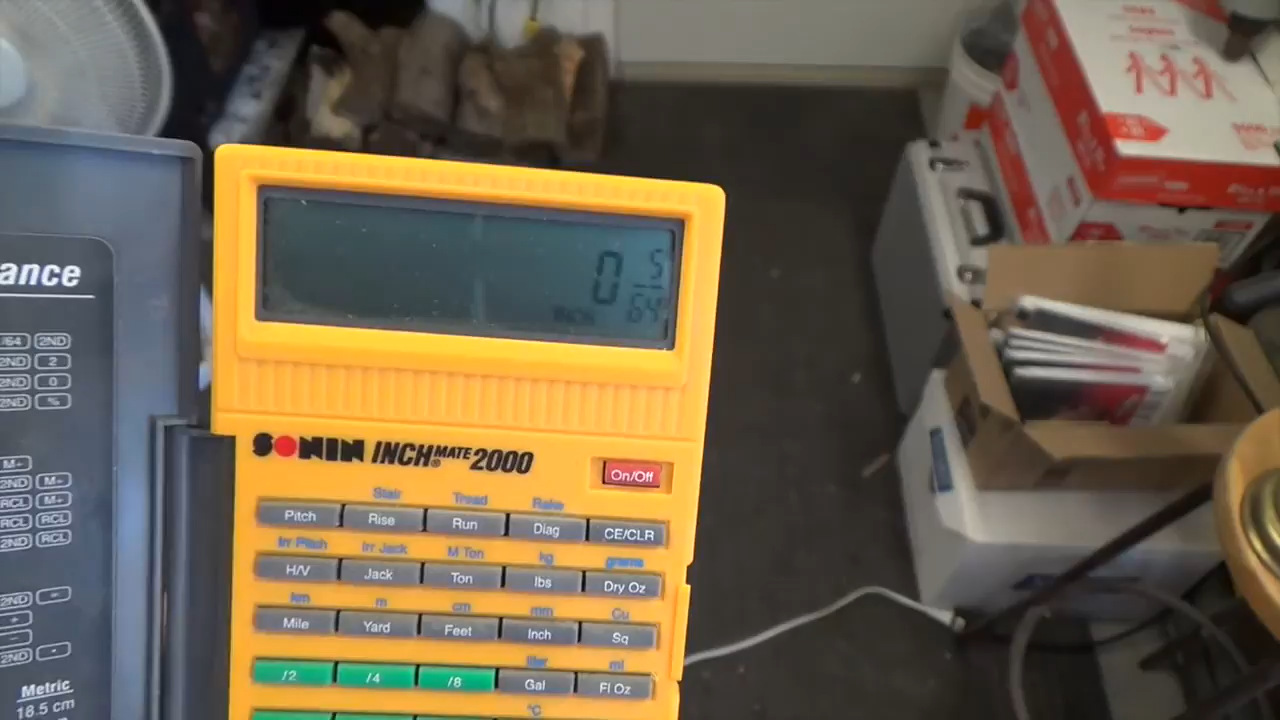 ance
/64 2ND
2ND 2
2ND 0
2ND %
M+
2ND M+
RCL M+
RCL RCL
2ND RCL
2ND
2ND
Metric
18.5 cm
0 5
64
INCH
SONIN INCHMATE® 2000
On/Off
Stair Tread Rake
Pitch Rise Run Diag CE/CLR
Irr Pitch Irr Jack M Ton kg grams
H/V Jack Ton lbs Dry Oz
km m cm mm Cu
Mile Yard Feet Inch Sq
liter ml
/2 /4 /8 Gal Fl Oz
°C